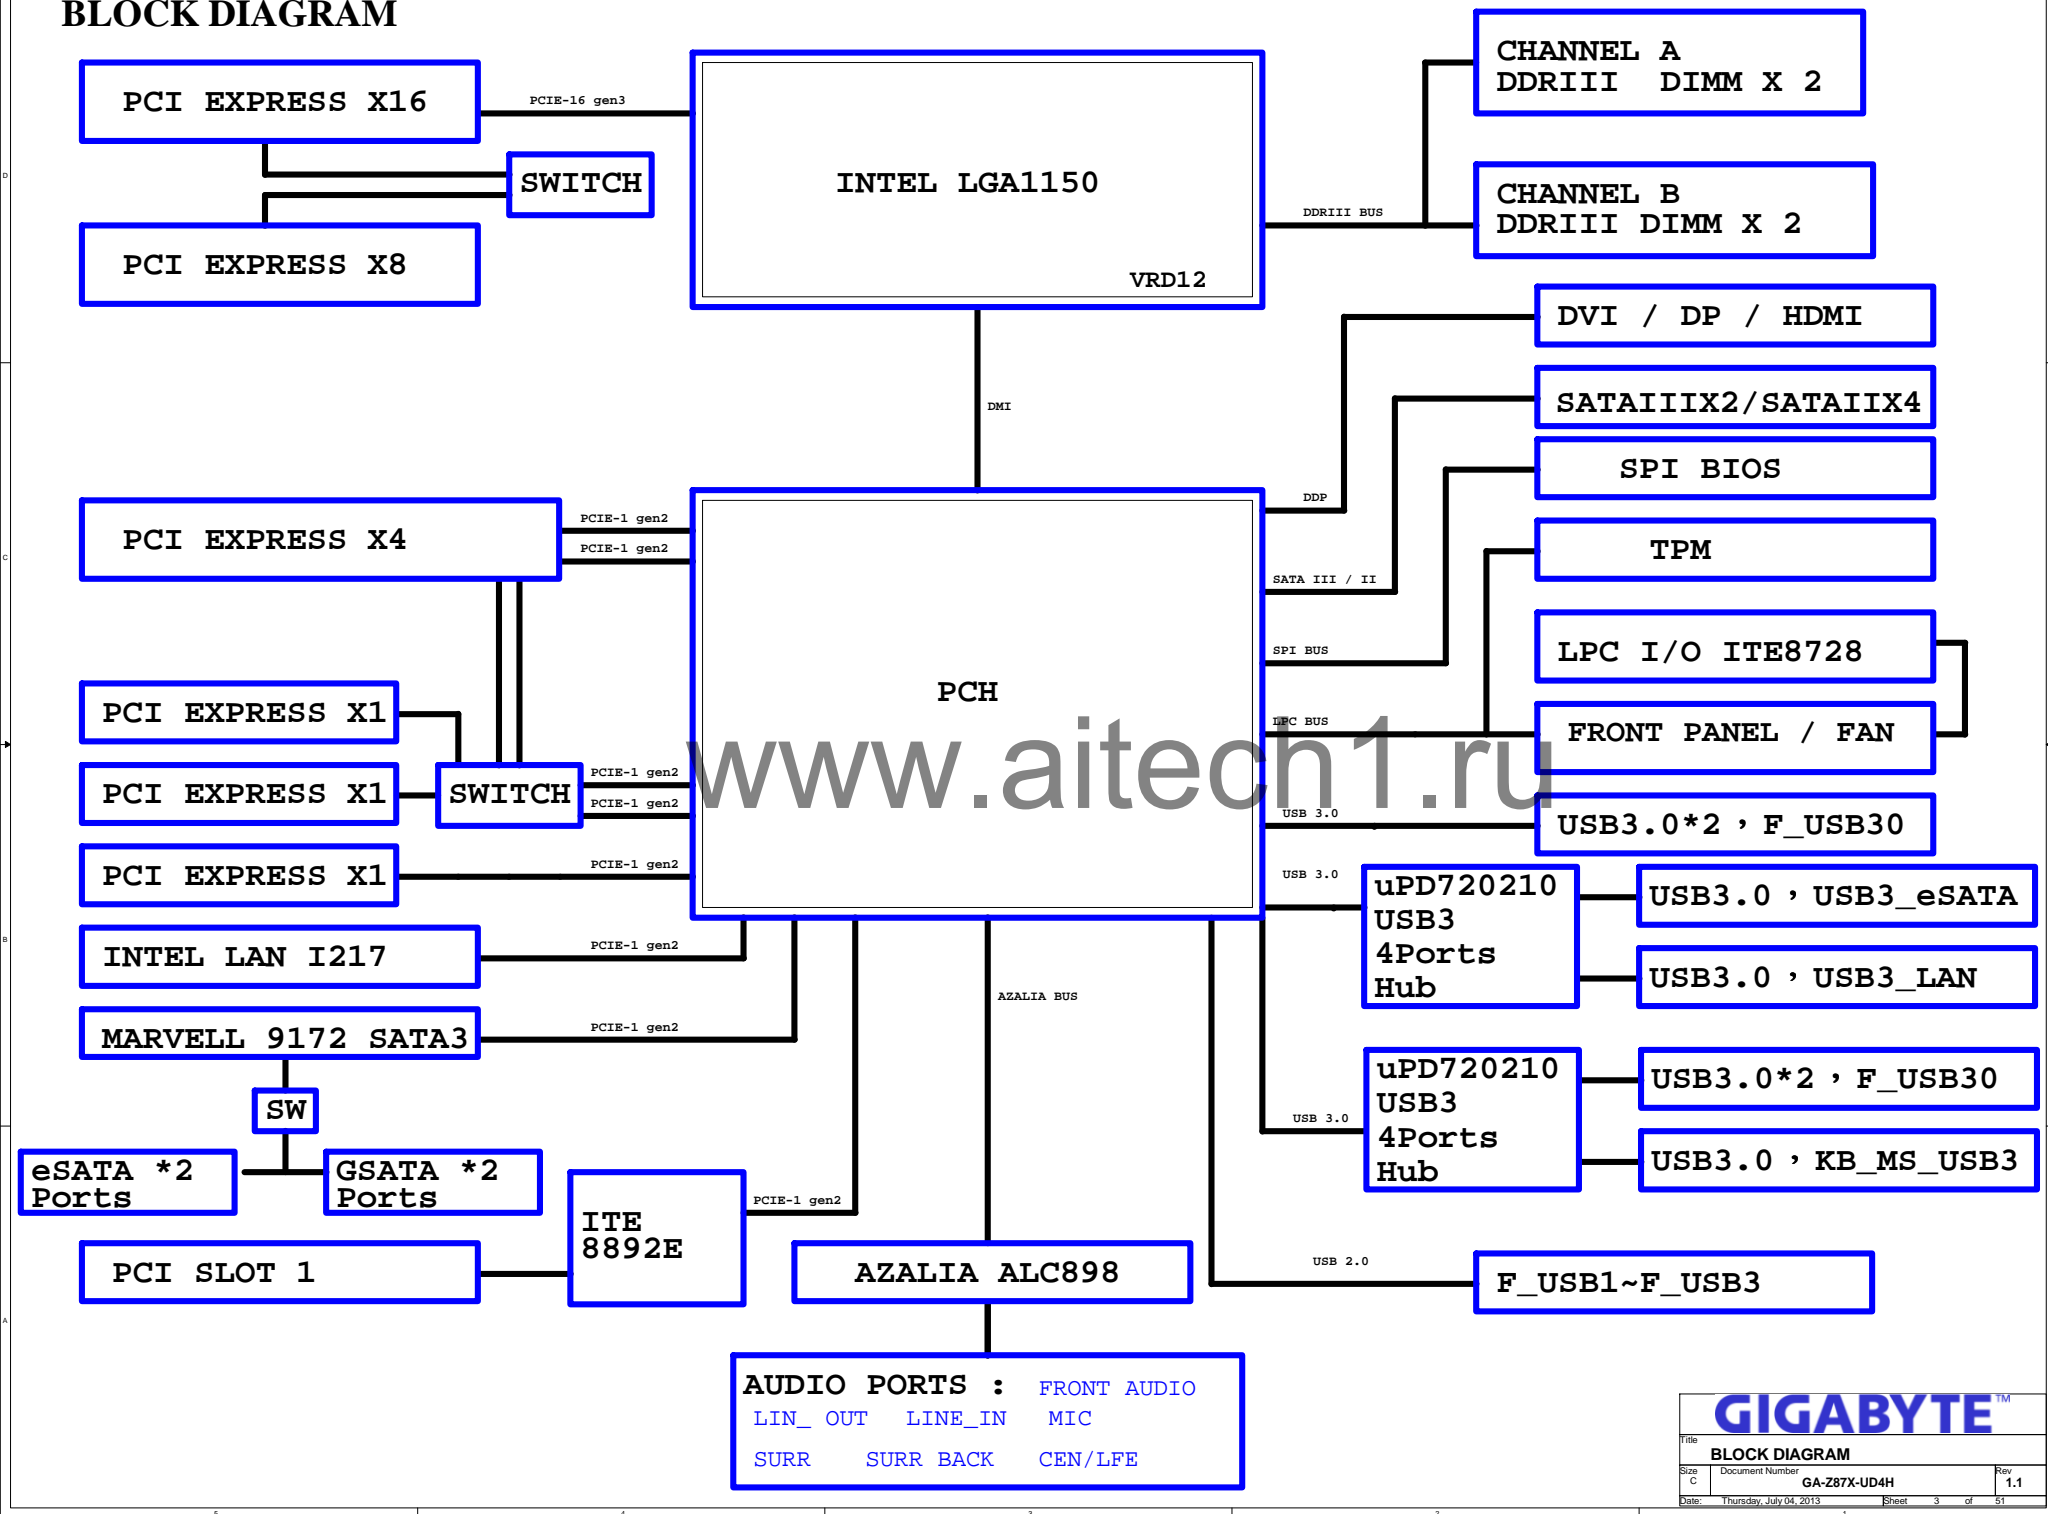 BLOCK DIAGRAM
PCI EXPRESS X16
PCIE-16 gen3
SWITCH
PCI EXPRESS X8
INTEL LGA1150
VRD12
DDRIII BUS
CHANNEL A
DDRIII DIMM X 2
CHANNEL B
DDRIII DIMM X 2
DMI
DVI / DP / HDMI
SATAIIIX2/SATAIIX4
SPI BIOS
TPM
LPC I/O ITE8728
FRONT PANEL / FAN
USB3.0*2 , F_USB30
DDP
SATA III / II
SPI BUS
LPC BUS
USB 3.0
USB 3.0
PCI EXPRESS X4
PCIE-1 gen2
PCIE-1 gen2
PCH
www.aitech1.ru
PCI EXPRESS X1
PCI EXPRESS X1
SWITCH
PCIE-1 gen2
PCIE-1 gen2
PCI EXPRESS X1
PCIE-1 gen2
INTEL LAN I217
PCIE-1 gen2
MARVELL 9172 SATA3
PCIE-1 gen2
SW
eSATA *2
Ports
GSATA *2
Ports
ITE
8892E
PCIE-1 gen2
PCI SLOT 1
AZALIA BUS
AZALIA ALC898
uPD720210
USB3
4Ports
Hub
USB3.0 , USB3_eSATA
USB3.0 , USB3_LAN
USB 3.0
uPD720210
USB3
4Ports
Hub
USB3.0*2 , F_USB30
USB3.0 , KB_MS_USB3
USB 2.0
F_USB1~F_USB3
AUDIO PORTS : FRONT AUDIO
LIN_ OUT LINE_IN MIC
SURR SURR BACK CEN/LFE
GIGABYTE™
Title
BLOCK DIAGRAM
Size
C
Document Number
GA-Z87X-UD4H
Rev
1.1
Date: Thursday, July 04, 2013 Sheet 3 of 51
D
C
B
A
5 4 3 2 1